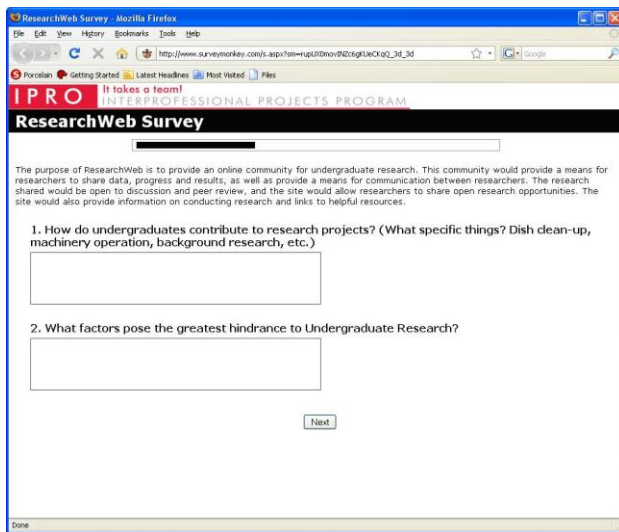 ResearchWeb Survey - Mozilla Firefox
File Edit View History Bookmarks Tools Help
http://www.surveymonkey.com/s.aspx?sm=
G Google
Porcelain Getting Started Latest Headlines Most Visited Files
IPRO It takes a team!
INTERPROFESSIONAL PROJECTS PROGRAM
ResearchWeb Survey
The purpose of ResearchWeb is to provide an online community for undergraduate research. This community would provide a means for
researchers to share data, progress and results, as well as provide a means for communication between researchers. The research
shared would be open to discussion and peer review, and the site would allow researchers to share open research opportunities. The
site would also provide information on conducting research and links to helpful resources.
1. How do undergraduates contribute to research projects? (What specific things? Dish clean-up,
machinery operation, background research, etc.)
2. What factors pose the greatest hindrance to Undergraduate Research?
Next
Done